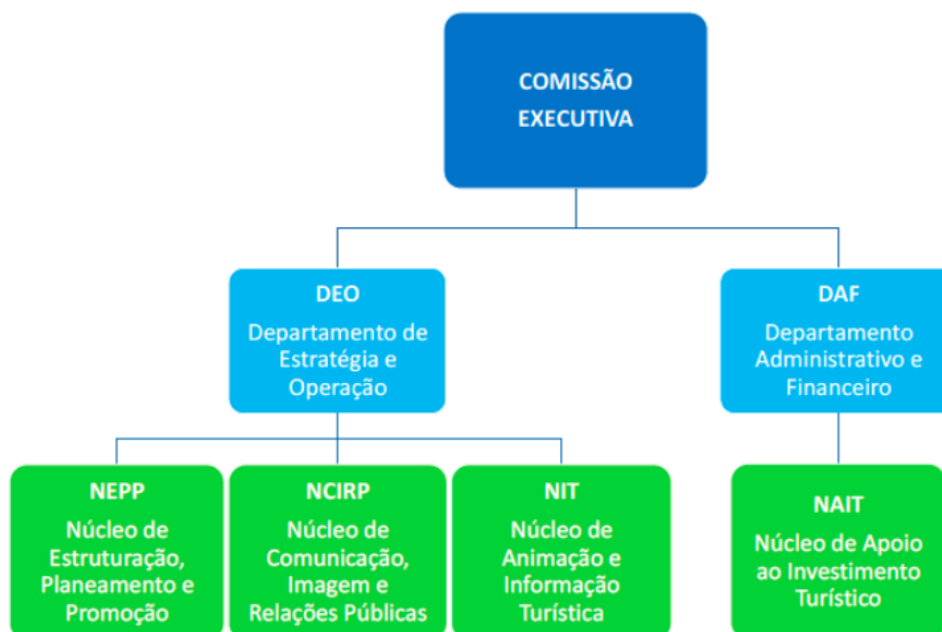 COMISSÃO
EXECUTIVA
DEO
Departamento de
Estratégia e
Operação
DAF
Departamento
Administrativo e
Financeiro
NEPP
Núcleo de
Estruturação,
Planeamento e
Promoção
NCIRP
Núcleo de
Comunicação,
Imagem e
Relações Públicas
NIT
Núcleo de
Animação e
Informação
Turística
NAIT
Núcleo de Apoio
ao Investimento
Turístico